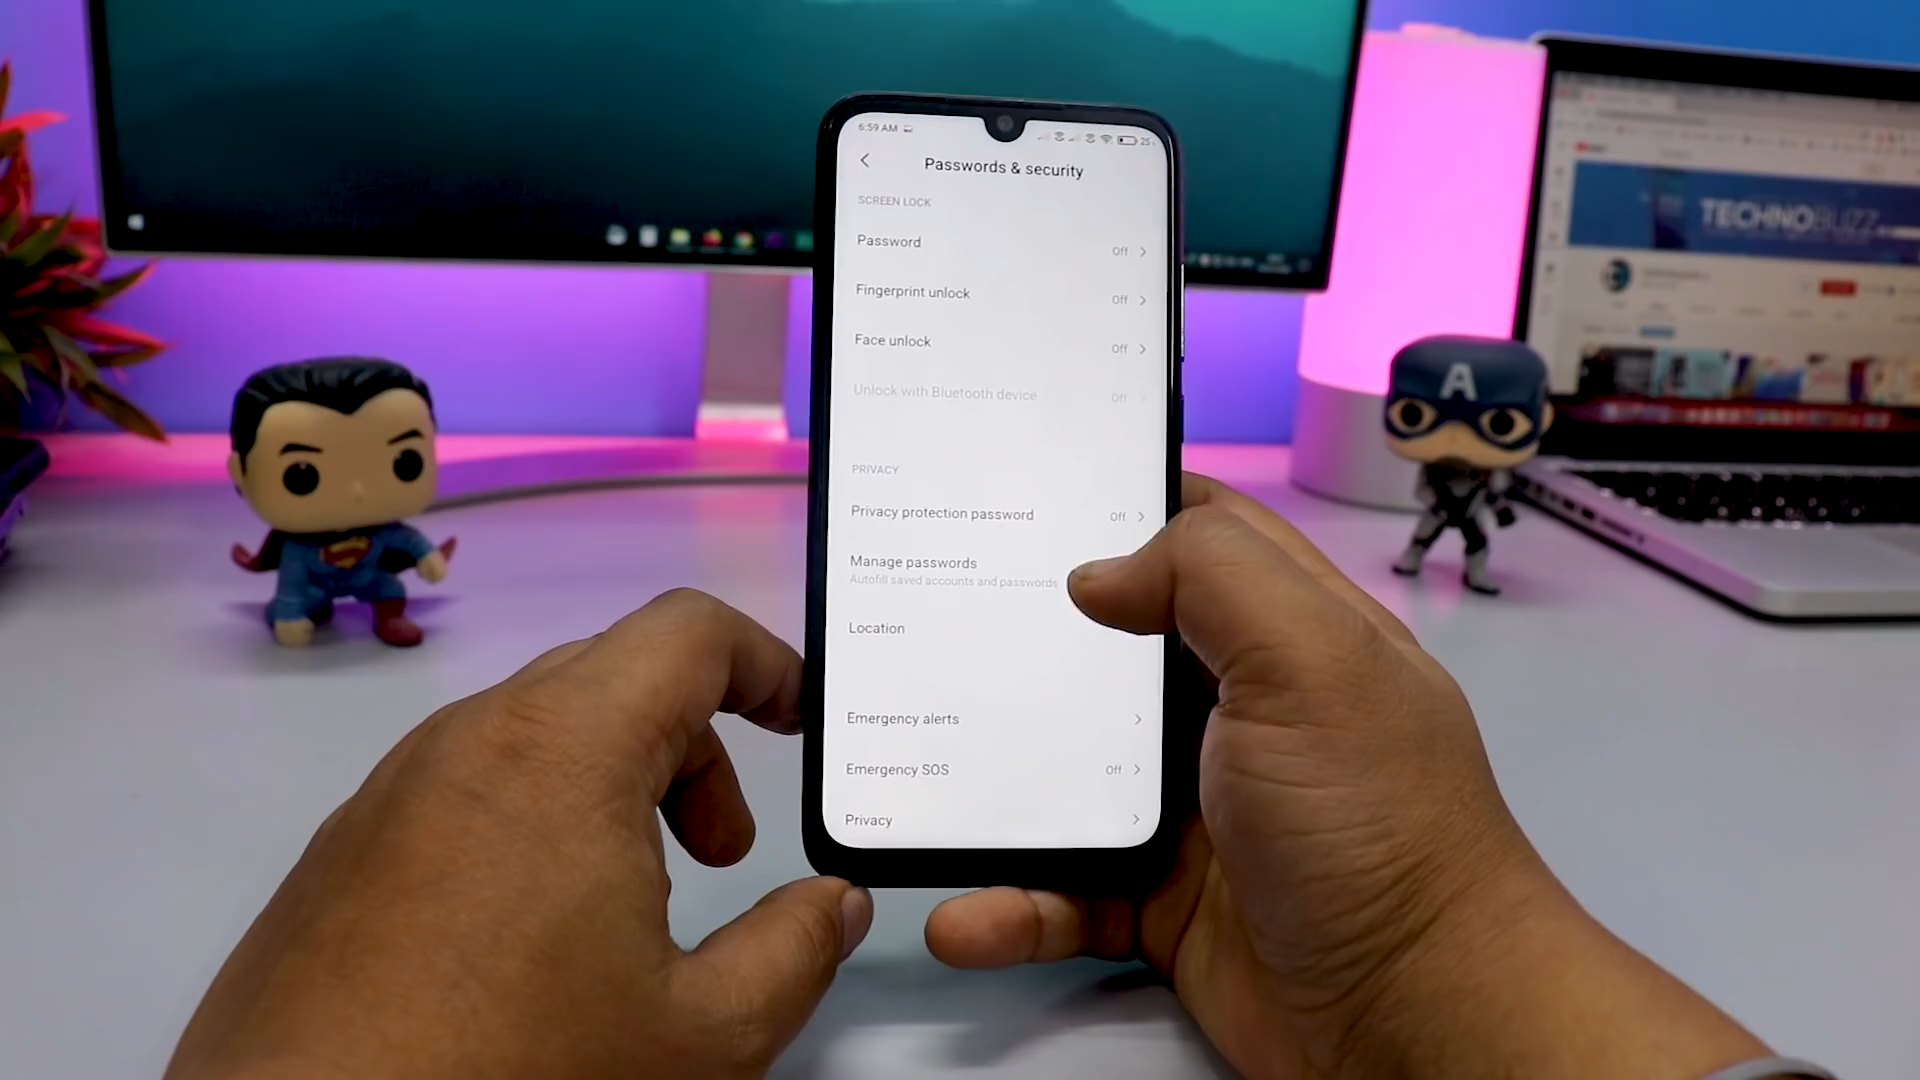 6:59 AM
25
Passwords & security
SCREEN LOCK
Password
Off
Fingerprint unlock
Off
Face unlock
Off
Unlock with Bluetooth device
Off
PRIVACY
Privacy protection password
Off
Manage passwords
Autofill saved accounts and passwords
Location
Emergency alerts
Emergency SOS
Off
Privacy
A
TECHNOBUZZ